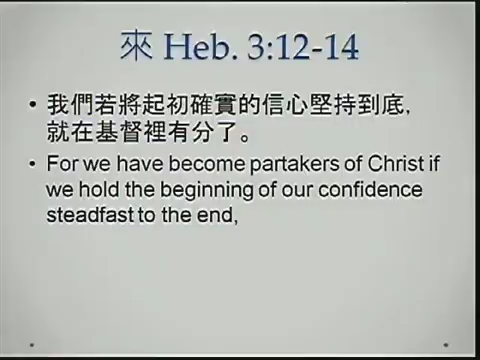 來 Heb. 3:12-14
• 我們若將起初確實的信心堅持到底,
就在基督裡有分了。
• For we have become partakers of Christ if
we hold the beginning of our confidence
steadfast to the end,